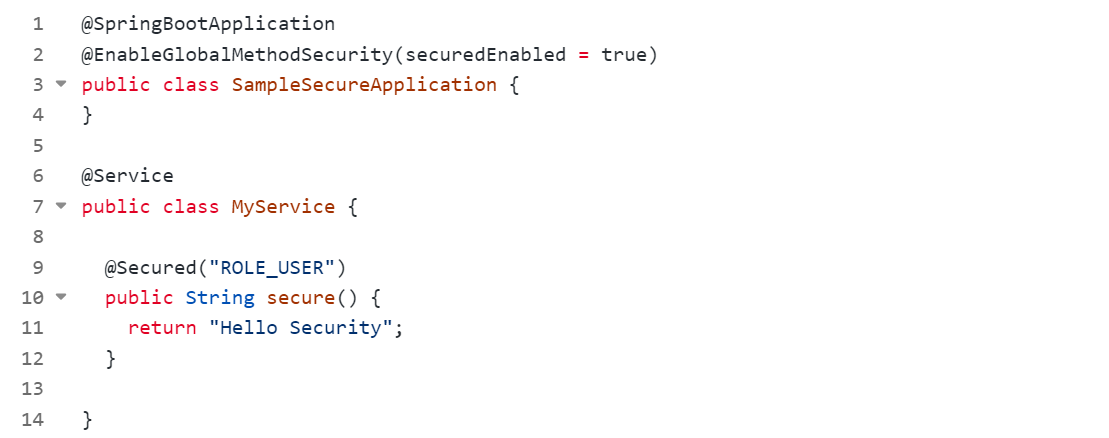 1 @SpringBootApplication
2 @EnableGlobalMethodSecurity(securedEnabled = true)
3 public class SampleSecureApplication {
4 }
5
6 @Service
7 public class MyService {
8
9   @Secured("ROLE_USER")
10   public String secure() {
11     return "Hello Security";
12   }
13
14 }